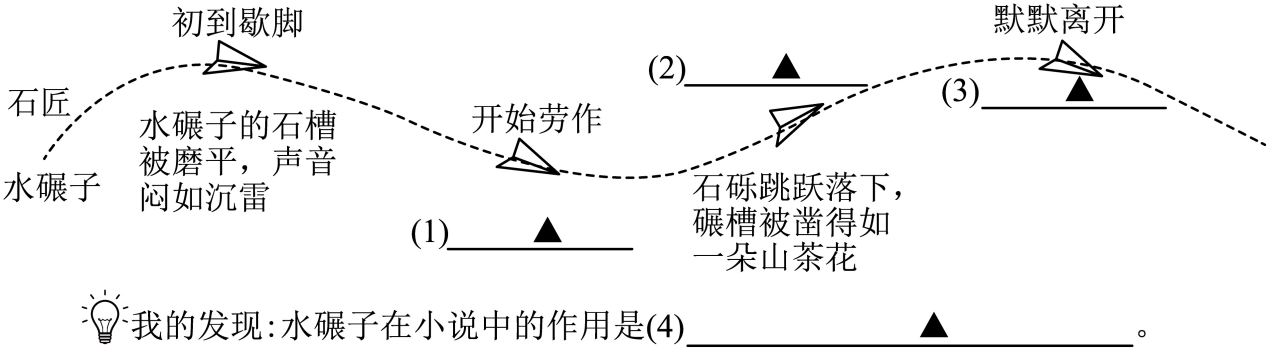 初到歇脚
默默离开
(2) ▲
(3) ▲
石匠
水碾子的石槽
被磨平，声音
闷如沉雷
开始劳作
水碾子
石砾跳跃落下，
碾槽被凿得如
一朵山茶花
(1) ▲
我的发现:水碾子在小说中的作用是(4) ▲ 。